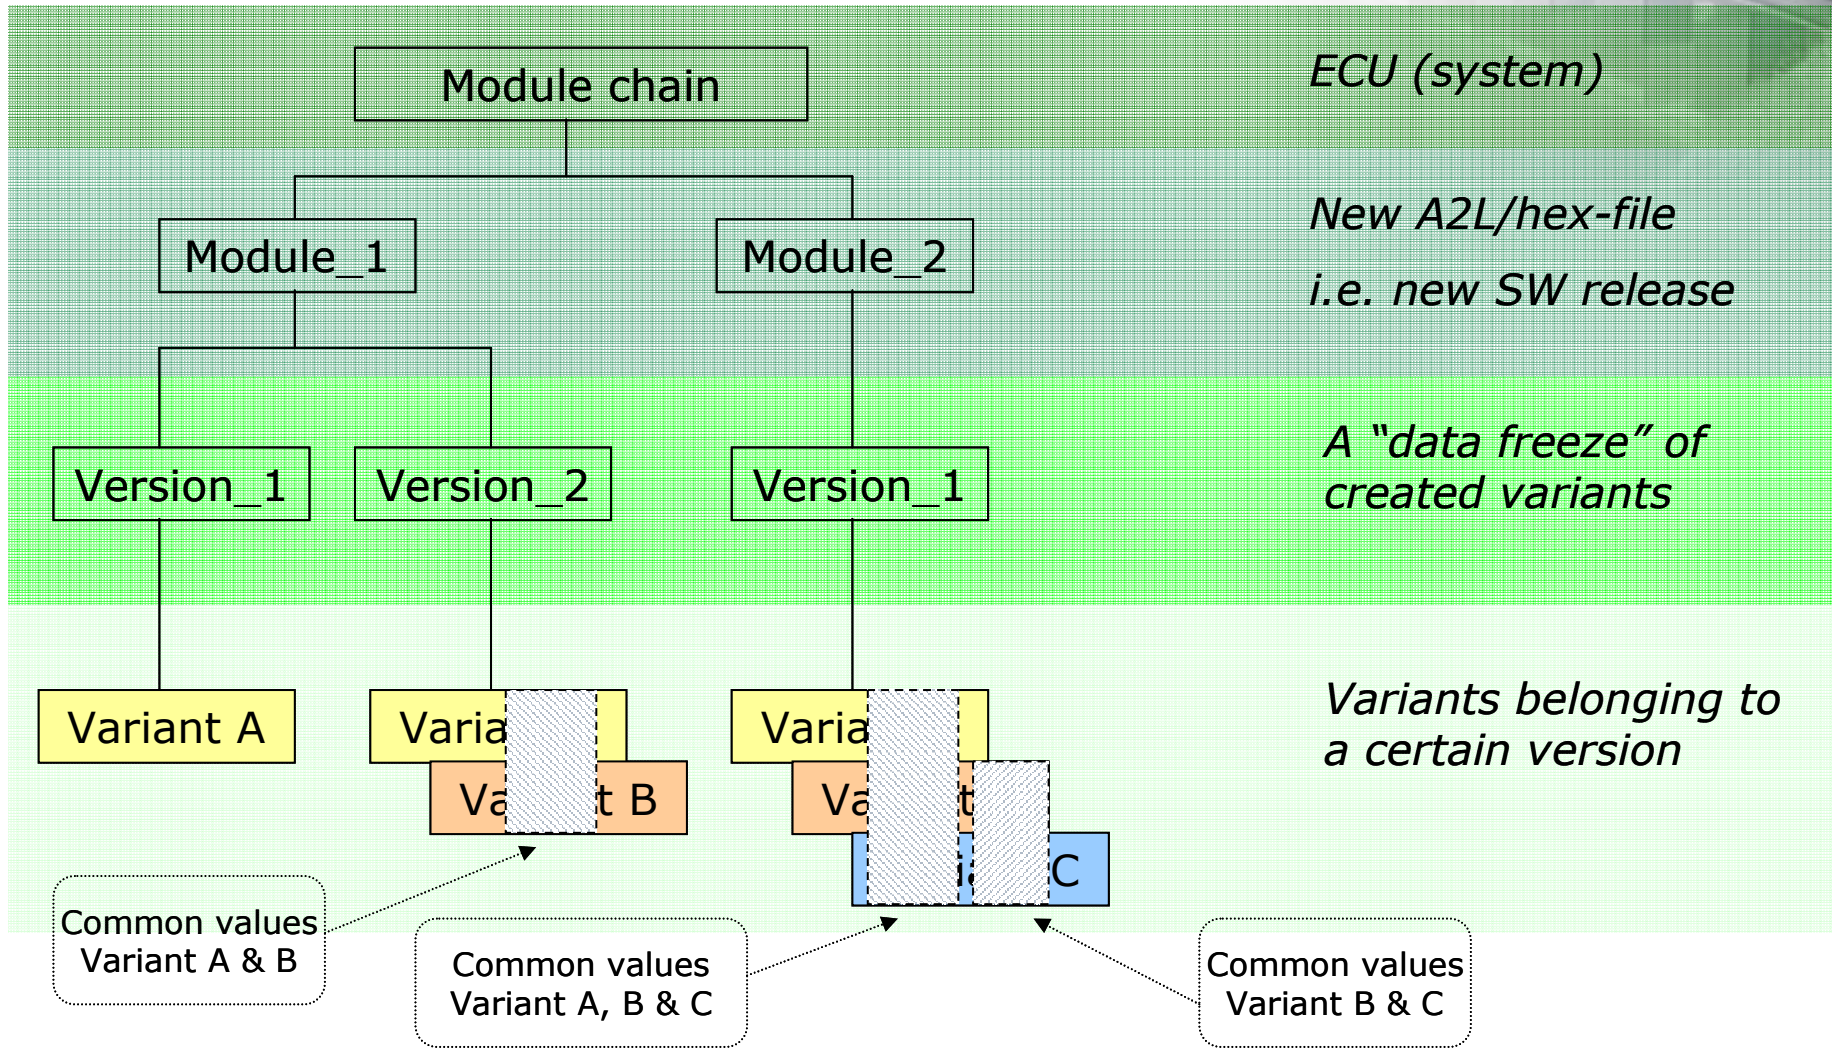 Module chain
ECU (system)
Module_1
Module_2
New A2L/hex-file
i.e. new SW release
Version_1
Version_2
Version_1
A “data freeze” of
created variants
Variant A
Varia
Varia
Variants belonging to
a certain version
Va t B
Va t
C
Common values
Variant A & B
Common values
Variant A, B & C
Common values
Variant B & C